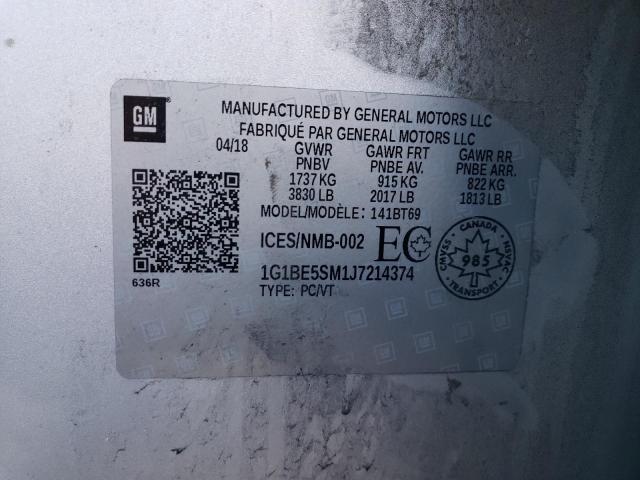 GM
MANUFACTURED BY GENERAL MOTORS LLC
FABRIQUÉ PAR GENERAL MOTORS LLC
04/18 GVWR GAWR FRT GAWR RR
PNBV PNBE AV. PNBE ARR.
1737 KG 915 KG 822 KG
3830 LB 2017 LB 1813 LB
MODEL/MODÈLE: 141BT69
ICES/NMB-002 EC
1G1BE5SM1J7214374
TYPE: PC/VT
636R
CANADA
CMVSS 985 NSVAC
TRANSPORT